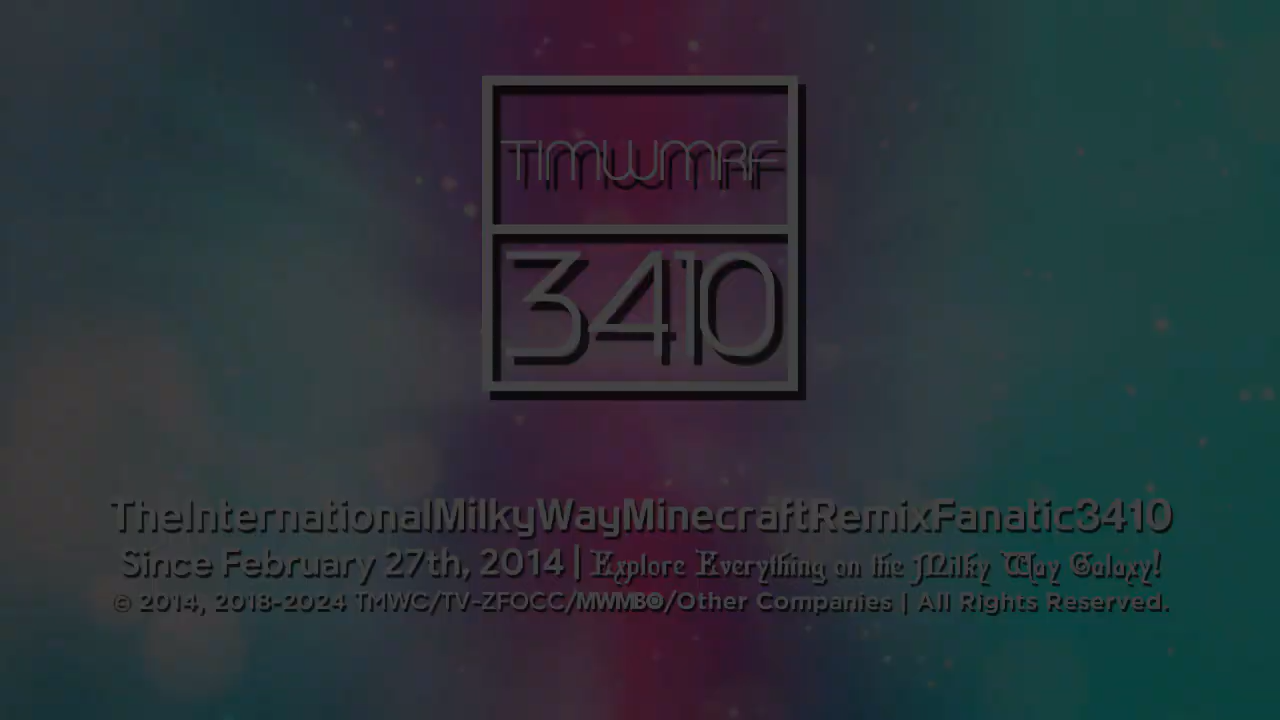 TIMWMRF
3410
TheInternationalMilkyWayMinecraftRemixFanatic3410
Since February 27th, 2014 | Explore Everything on the Milky Way Galaxy!
© 2014, 2018-2024 TMWC/TV-ZFOCC/MWMB®/Other Companies | All Rights Reserved.